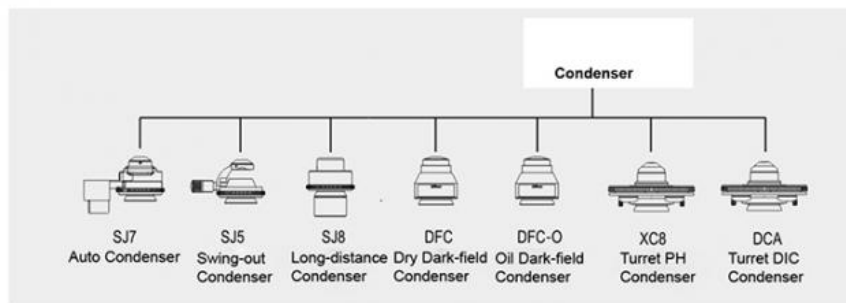 Condenser
SJ7
Auto Condenser
SJ5
Swing-out
Condenser
SJ8
Long-distance
Condenser
DFC
Dry Dark-field
Condenser
DFC-O
Oil Dark-field
Condenser
XC8
Turret PH
Condenser
DCA
Turret DIC
Condenser